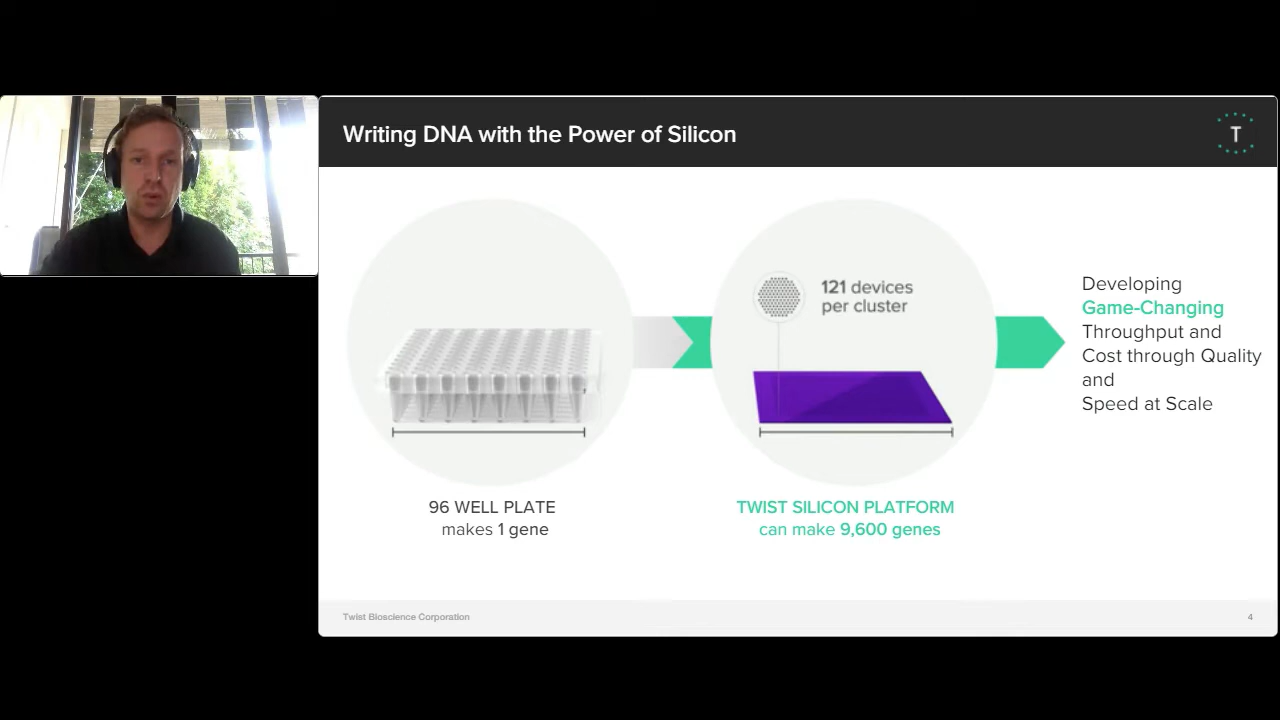 Writing DNA with the Power of Silicon
T
121 devices
per cluster
Developing
Game-Changing
Throughput and
Cost through Quality
and
Speed at Scale
96 WELL PLATE
makes 1 gene
TWIST SILICON PLATFORM
can make 9,600 genes
Twist Bioscience Corporation
4